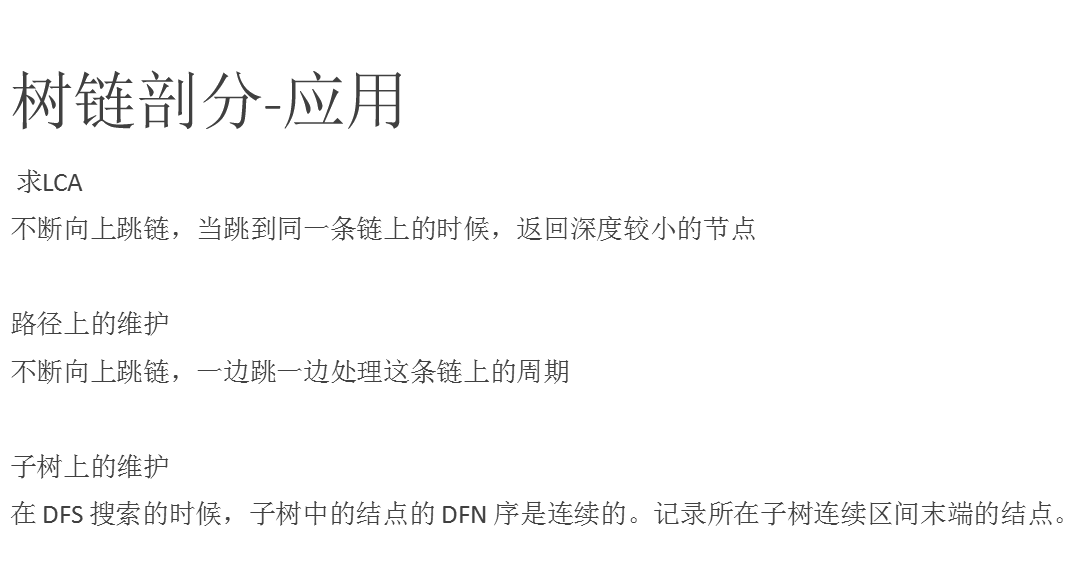 树链剖分-应用
求LCA
不断向上跳链，当跳到同一条链上的时候，返回深度较小的节点
路径上的维护
不断向上跳链，一边跳一边处理这条链上的周期
子树上的维护
在 DFS 搜索的时候，子树中的结点的 DFN 序是连续的。记录所在子树连续区间末端的结点。